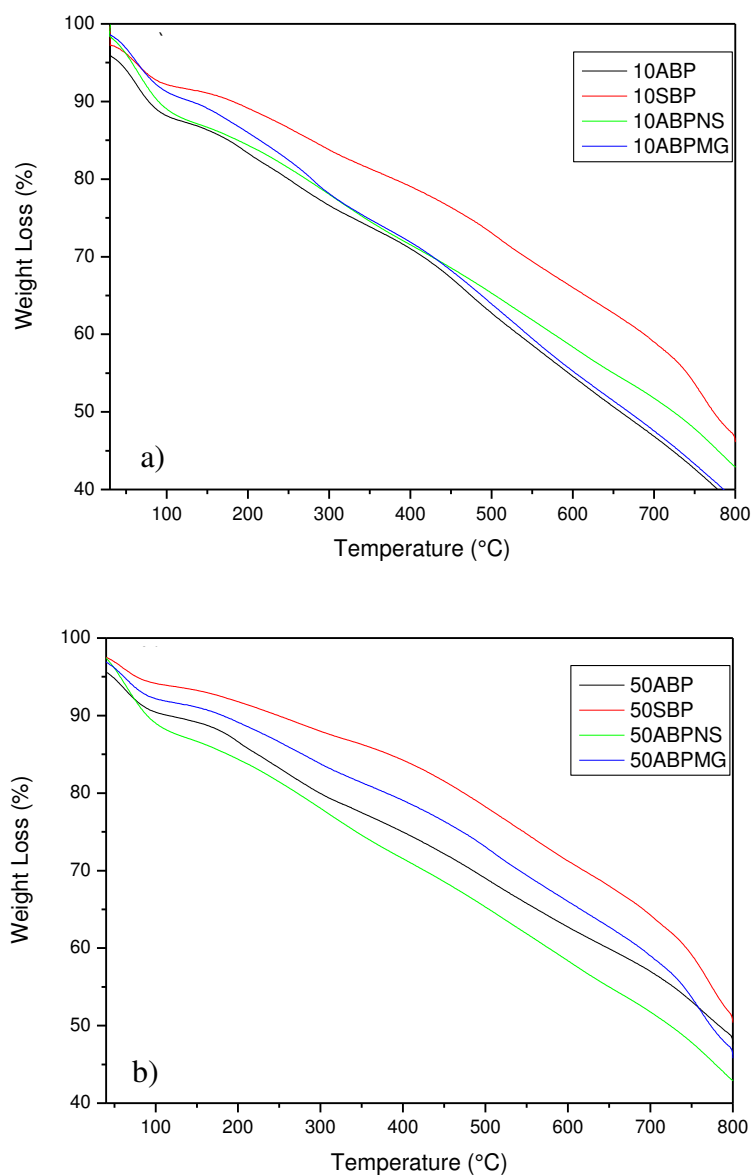 100
90
80
70
60
50
40
Weight Loss (%)
10ABP
10SBP
10ABPNS
10ABPMG
a)
100 200 300 400 500 600 700 800
Temperature (°C)
100
90
80
70
60
50
40
Weight Loss (%)
50ABP
50SBP
50ABPNS
50ABPMG
b)
100 200 300 400 500 600 700 800
Temperature (°C)